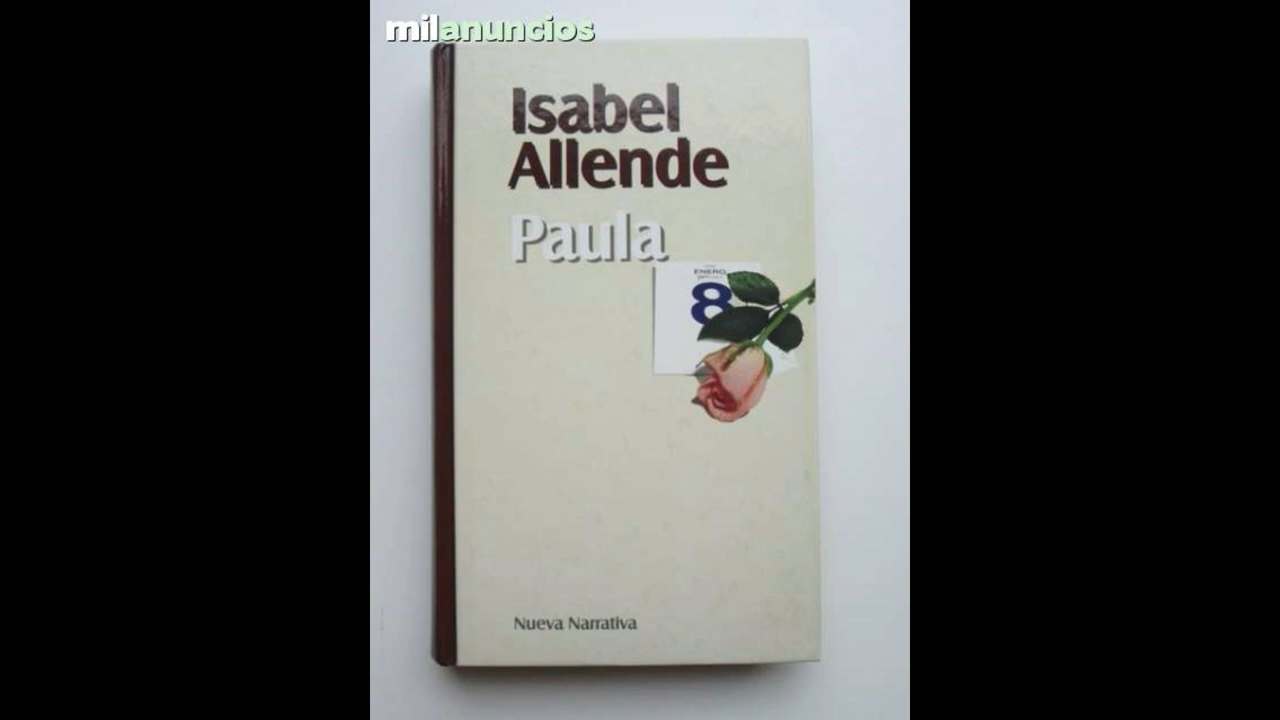 milanuncios
Isabel
Allende
Paula
ENERO
8
Nueva Narrativa